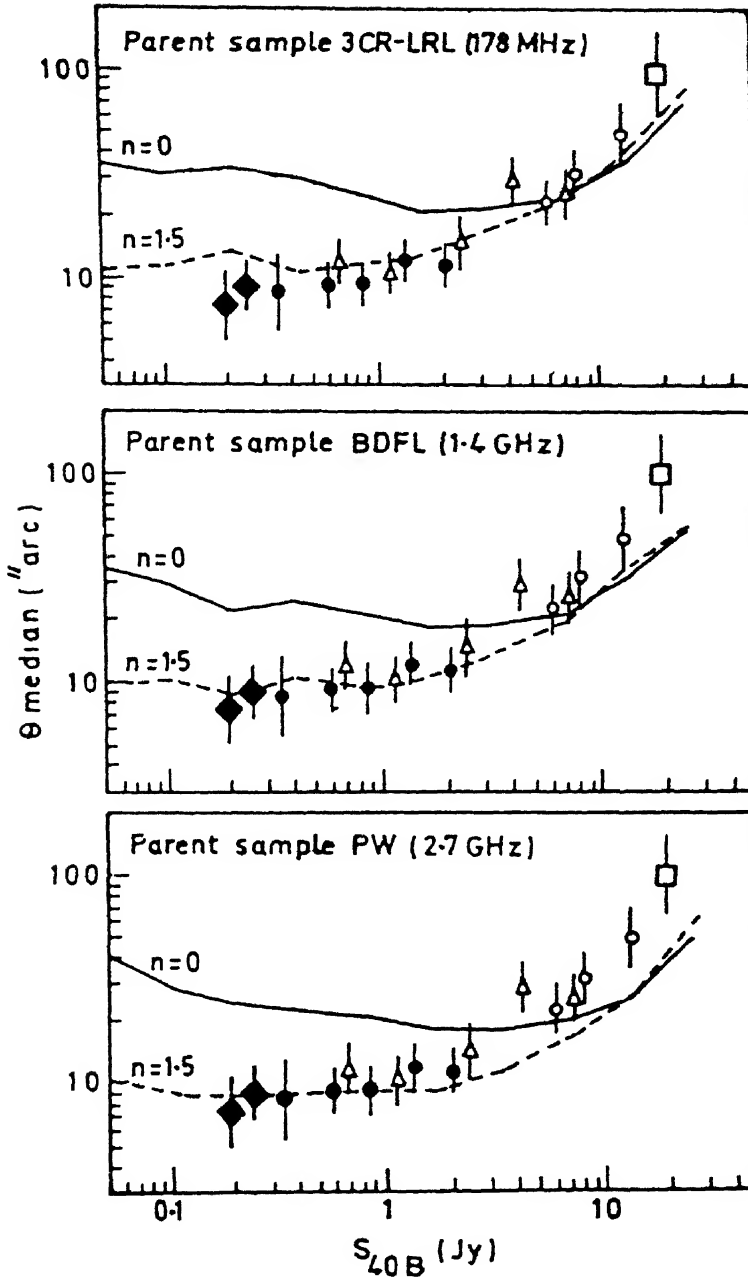 Parent sample 3CR-LRL (178 MHz)
100
n=0
n=1.5
10
Parent sample BDFL (1.4 GHz)
100
n=0
n=1.5
10
θ median ("arc)
Parent sample PW (2.7 GHz)
100
n=0
n=1.5
10
0.1 1 10
S40B (Jy)